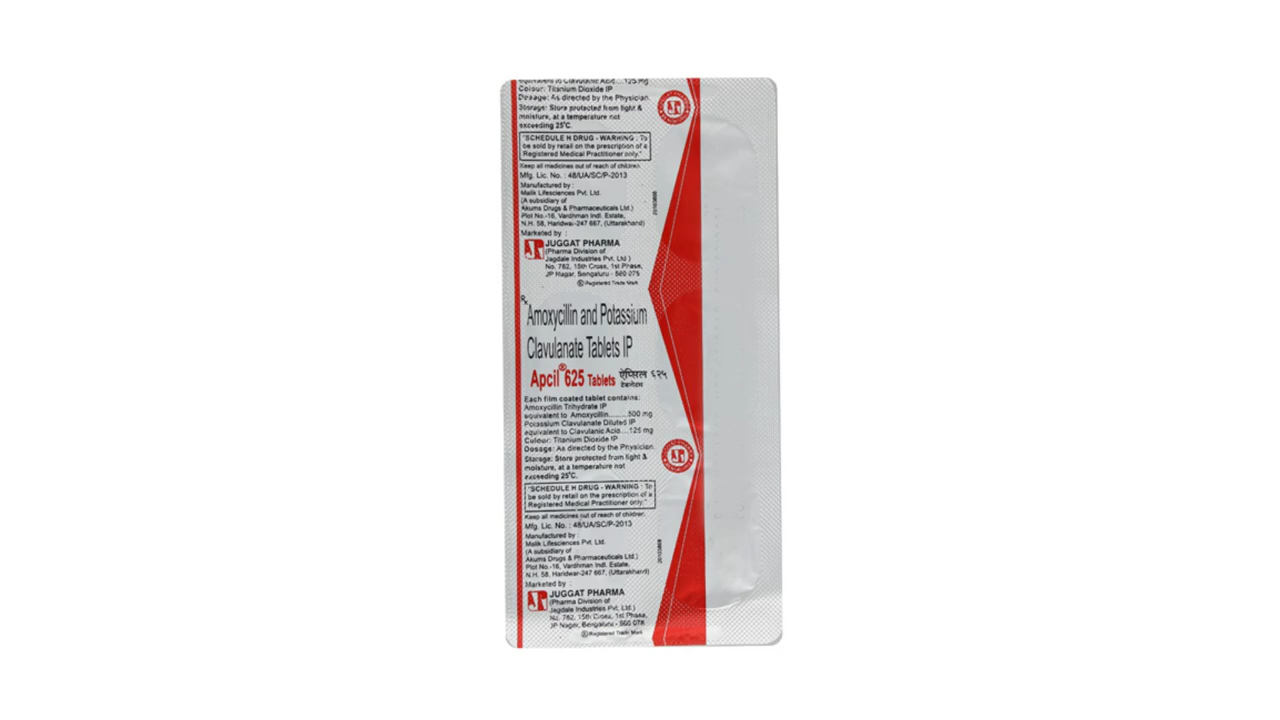 equivalent to Clavulanic Acid....125 mg
Colour: Titanium Dioxide IP
Dosage: As directed by the Physician.
Storage: Store protected from light &
moisture, at a temperature not
exceeding 25°C.
"SCHEDULE H DRUG - WARNING : To
be sold by retail on the prescription of a
Registered Medical Practitioner only."
Keep all medicines out of reach of children.
Mfg. Lic. No. : 48/UA/SC/P-2013
Manufactured by :
Malik Lifesciences Pvt. Ltd.
(A subsidiary of
Akums Drugs & Pharmaceuticals Ltd.)
Plot No.-16, Vardhman Indl. Estate,
N.H. 58, Haridwar-247 667, (Uttarakhand)
Marketed by :
JUGGAT PHARMA
(Pharma Division of
Jagdale Industries Pvt. Ltd.)
No. 782, 15th Cross, 1st Phase,
JP Nagar, Bengaluru - 560 078
® Registered Trade Mark
Rx
Amoxycillin and Potassium
Clavulanate Tablets IP
Apcil® 625 Tablets ऐप्सिल ६२५
टेबलेटस
Each film coated tablet contains:
Amoxycillin Trihydrate IP
equivalent to Amoxycillin.........500 mg
Potassium Clavulanate Diluted IP
equivalent to Clavulanic Acid....125 mg
Colour: Titanium Dioxide IP
Dosage: As directed by the Physician.
Storage: Store protected from light &
moisture, at a temperature not
exceeding 25°C.
"SCHEDULE H DRUG - WARNING : To
be sold by retail on the prescription of a
Registered Medical Practitioner only."
Keep all medicines out of reach of children.
Mfg. Lic. No. : 48/UA/SC/P-2013
Manufactured by :
Malik Lifesciences Pvt. Ltd.
(A subsidiary of
Akums Drugs & Pharmaceuticals Ltd.)
Plot No.-16, Vardhman Indl. Estate,
N.H. 58, Haridwar-247 667, (Uttarakhand)
Marketed by :
JUGGAT PHARMA
(Pharma Division of
Jagdale Industries Pvt. Ltd.)
No. 782, 15th Cross, 1st Phase,
JP Nagar, Bengaluru - 560 078
® Registered Trade Mark